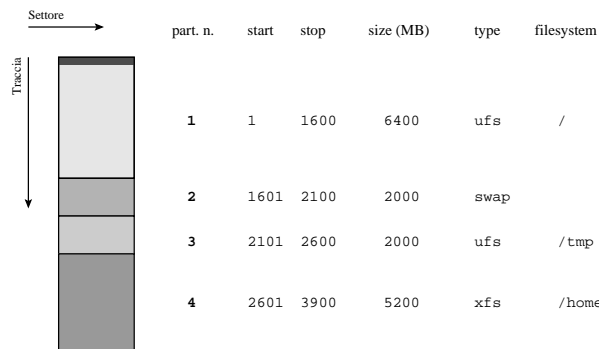 Settore
Traccia
part. n. start stop size (MB) type filesystem
1 1 1600 6400 ufs /
2 1601 2100 2000 swap
3 2101 2600 2000 ufs /tmp
4 2601 3900 5200 xfs /home